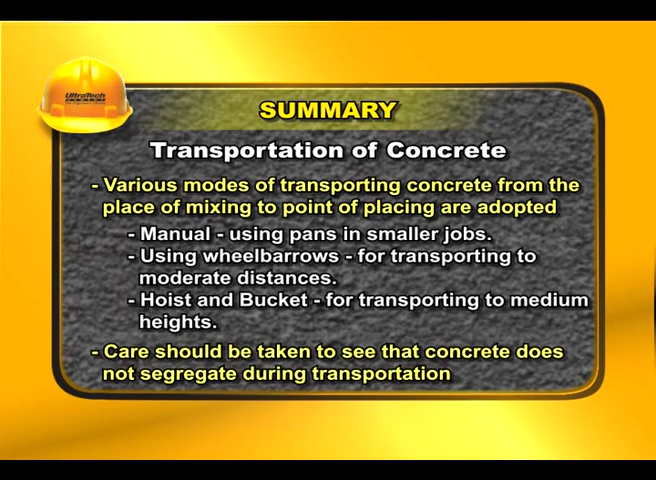 UltraTech
CEMENT
SUMMARY
Transportation of Concrete
- Various modes of transporting concrete from the
place of mixing to point of placing are adopted
- Manual - using pans in smaller jobs.
- Using wheelbarrows - for transporting to
moderate distances.
- Hoist and Bucket - for transporting to medium
heights.
- Care should be taken to see that concrete does
not segregate during transportation